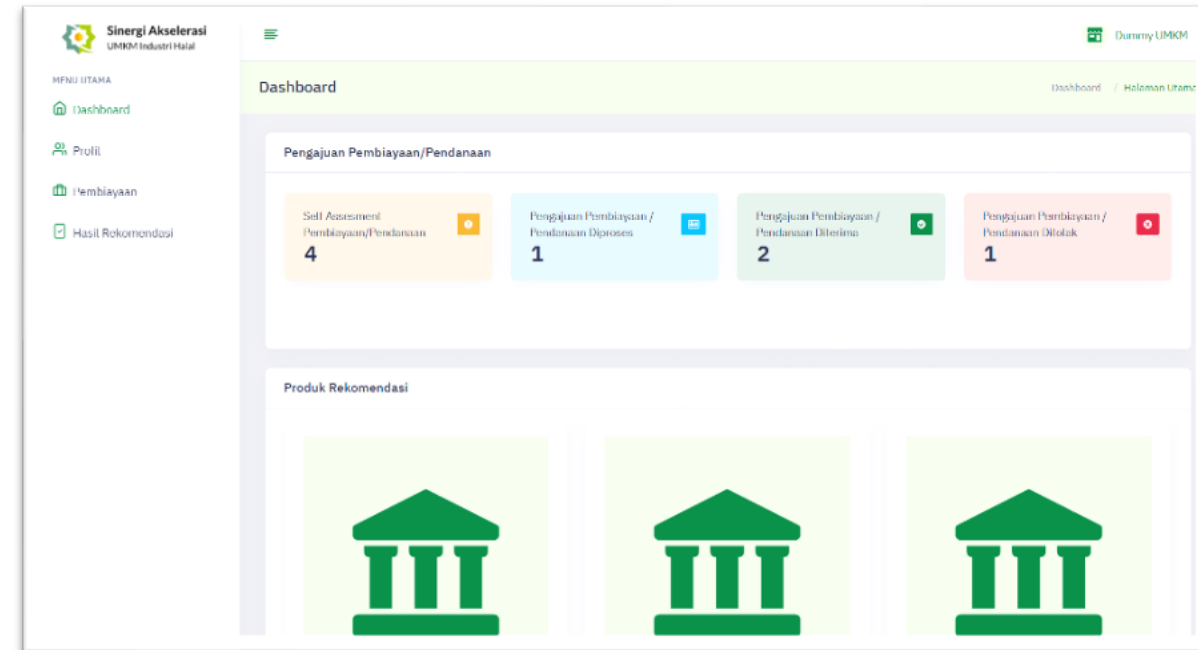 Sinergi Akselerasi
UMKM Industri Halal
Dummy UMKM
MENU UTAMA
Dashboard
Dashboard / Halaman Utama
Dashboard
Profil
Pengajuan Pembiayaan/Pendanaan
Pembiayaan
Self Assesment
Pembiayaan/Pendanaan
4
Pengajuan Pembiayaan /
Pendanaan Diproses
1
Pengajuan Pembiayaan /
Pendanaan Diterima
2
Pengajuan Pembiayaan /
Pendanaan Ditolak
1
Hasil Rekomendasi
Produk Rekomendasi